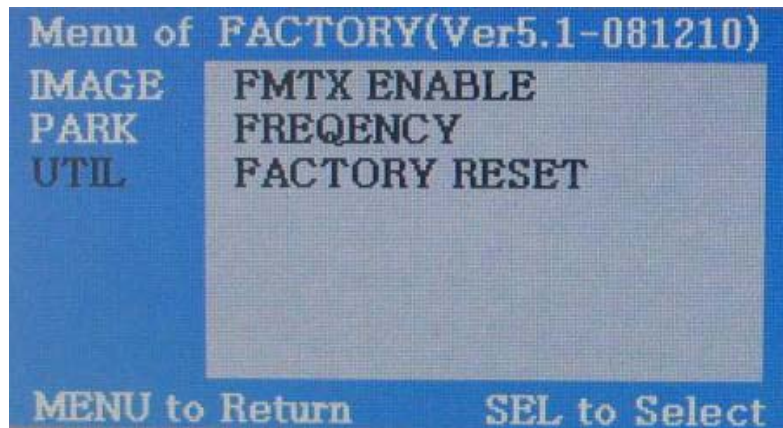 Menu of FACTORY(Ver5.1-081210)
IMAGE FMTX ENABLE
PARK FREQENCY
UTIL FACTORY RESET
MENU to Return SEL to Select